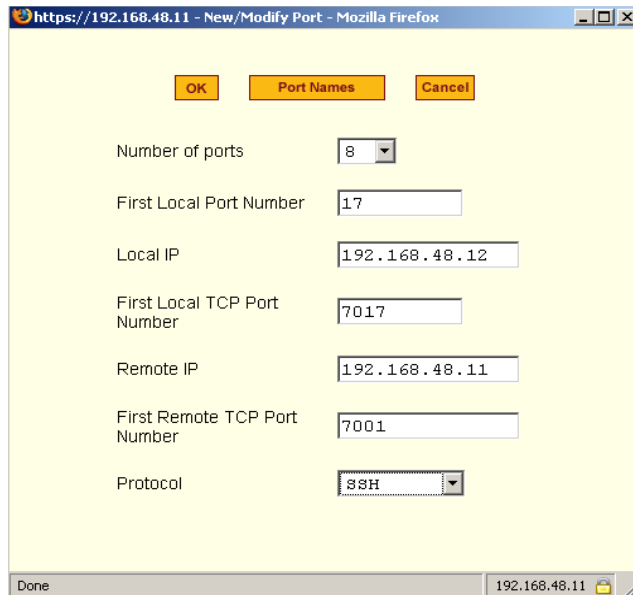 https://192.168.48.11 - New/Modify Port - Mozilla Firefox
OK Port Names Cancel
Number of ports 8
First Local Port Number 17
Local IP 192.168.48.12
First Local TCP Port
Number 7017
Remote IP 192.168.48.11
First Remote TCP Port
Number 7001
Protocol SSH
Done 192.168.48.11